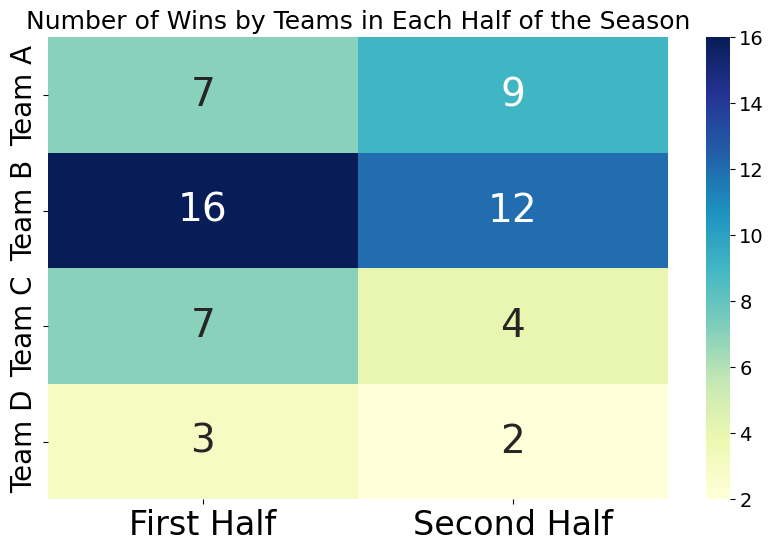 Number of Wins by Teams in Each Half of the Season
Team A
7
9
Team B
16
12
Team C
7
4
Team D
3
2
First Half
Second Half
16
14
12
10
8
6
4
2